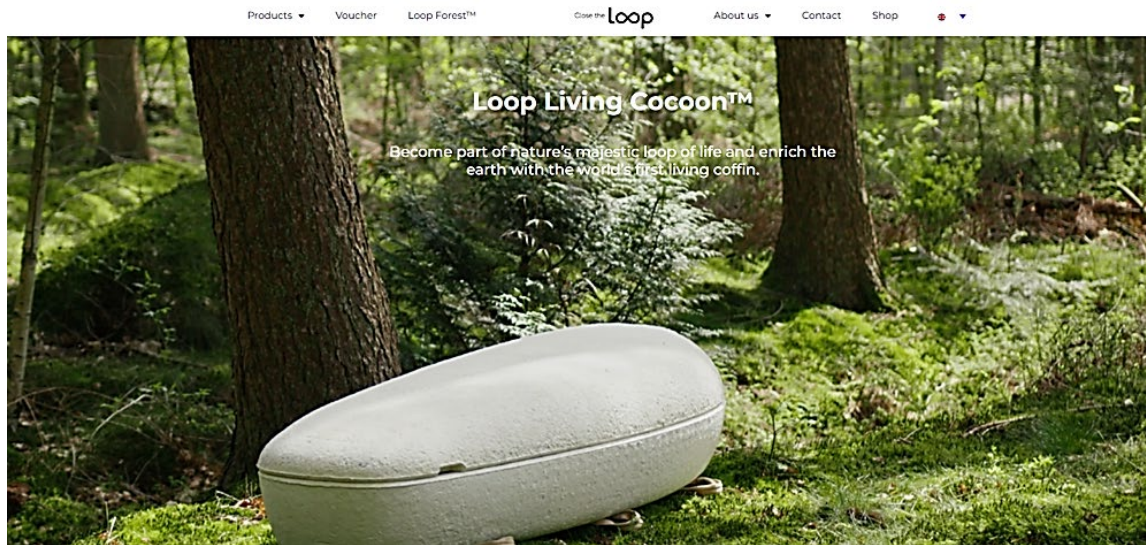 Products
Voucher
Loop Forest™
Close the loop
About us
Contact
Shop
Loop Living Cocoon™
Become part of nature's majestic loop of life and enrich the
earth with the world's first living coffin.